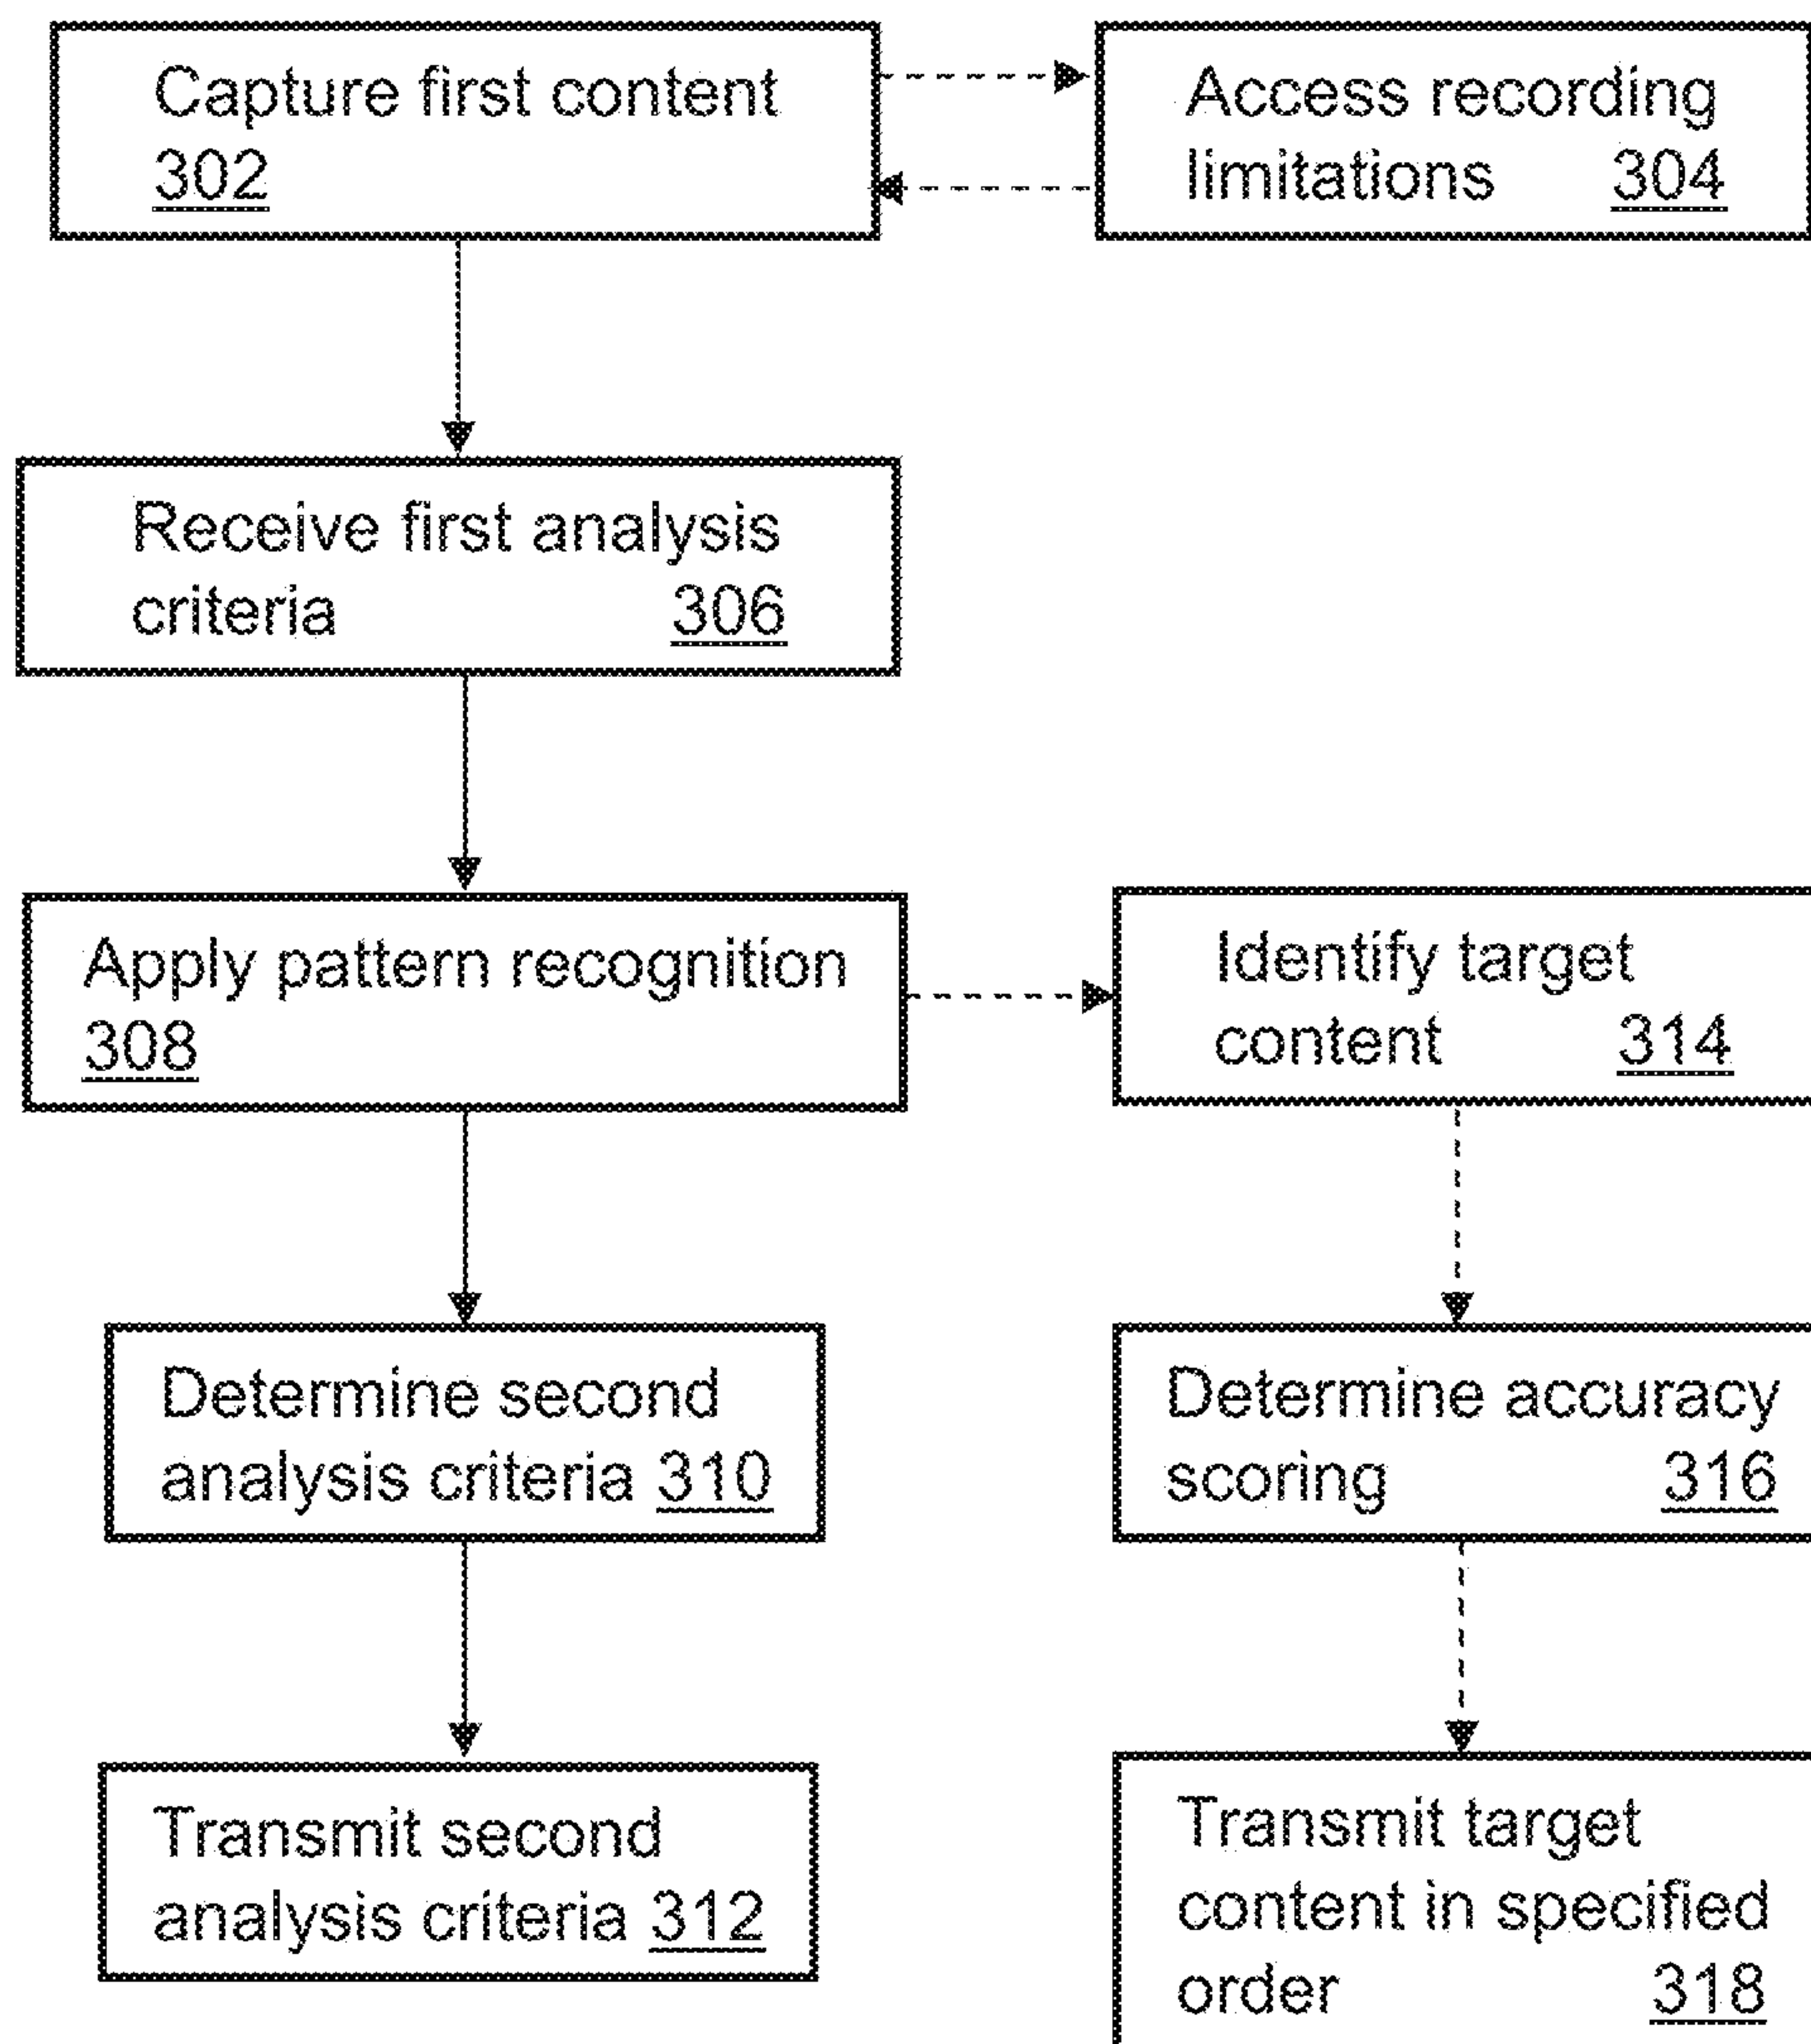 Capture first content
302
Access recording
limitations 304
Receive first analysis
criteria 306
Apply pattern recognition
308
Identify target
content 314
Determine second
analysis criteria 310
Determine accuracy
scoring 316
Transmit second
analysis criteria 312
Transmit target
content in specified
order 318